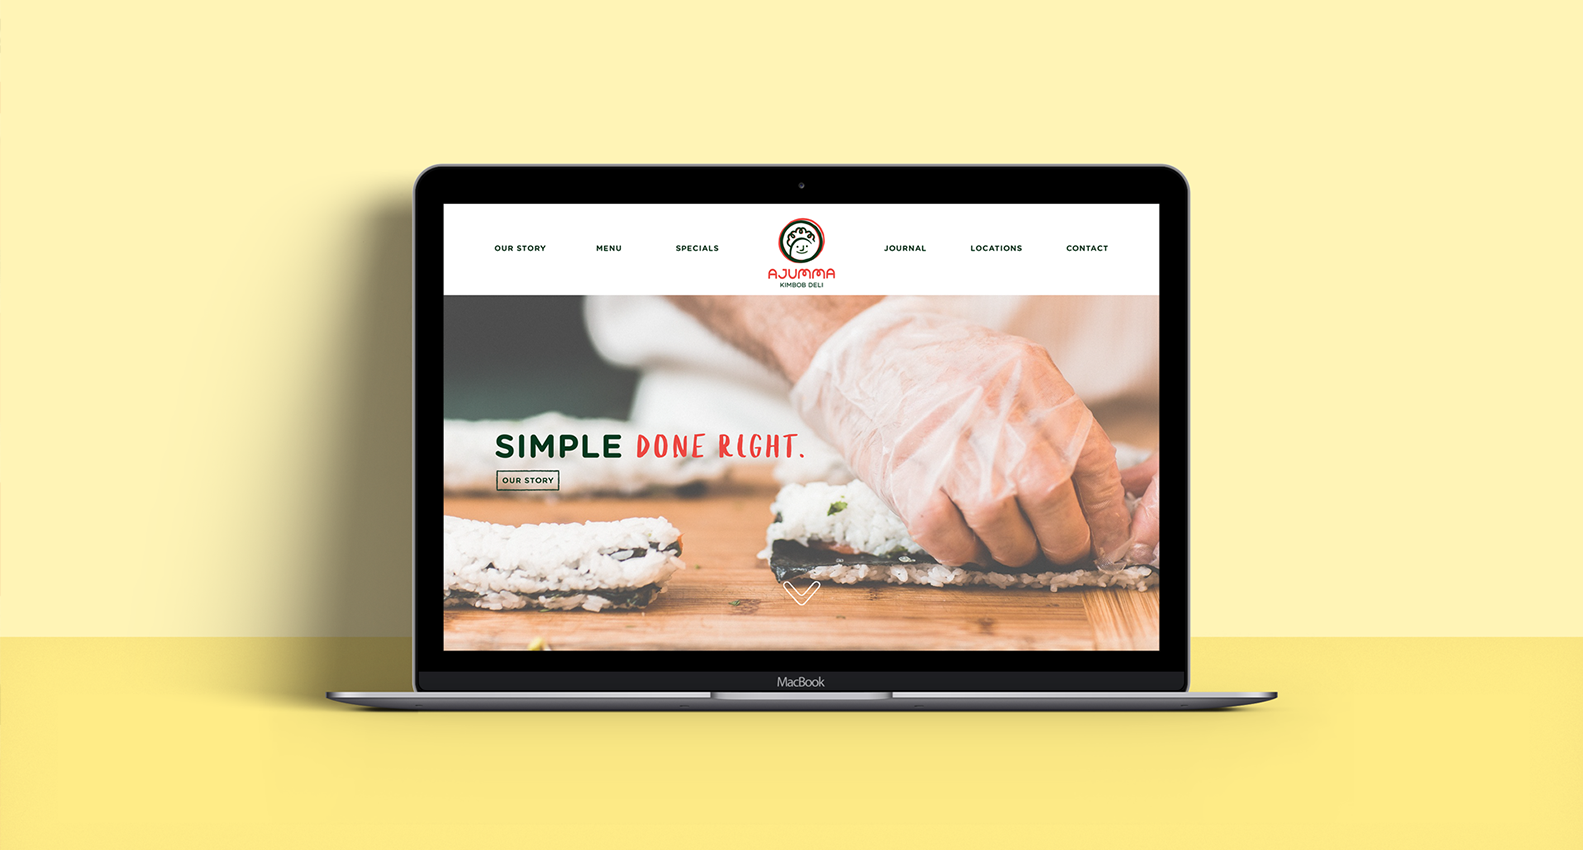 OUR STORY
MENU
SPECIALS
AJUMMA
KIMBOB DELI
JOURNAL
LOCATIONS
CONTACT
SIMPLE DONE RIGHT.
OUR STORY
MacBook